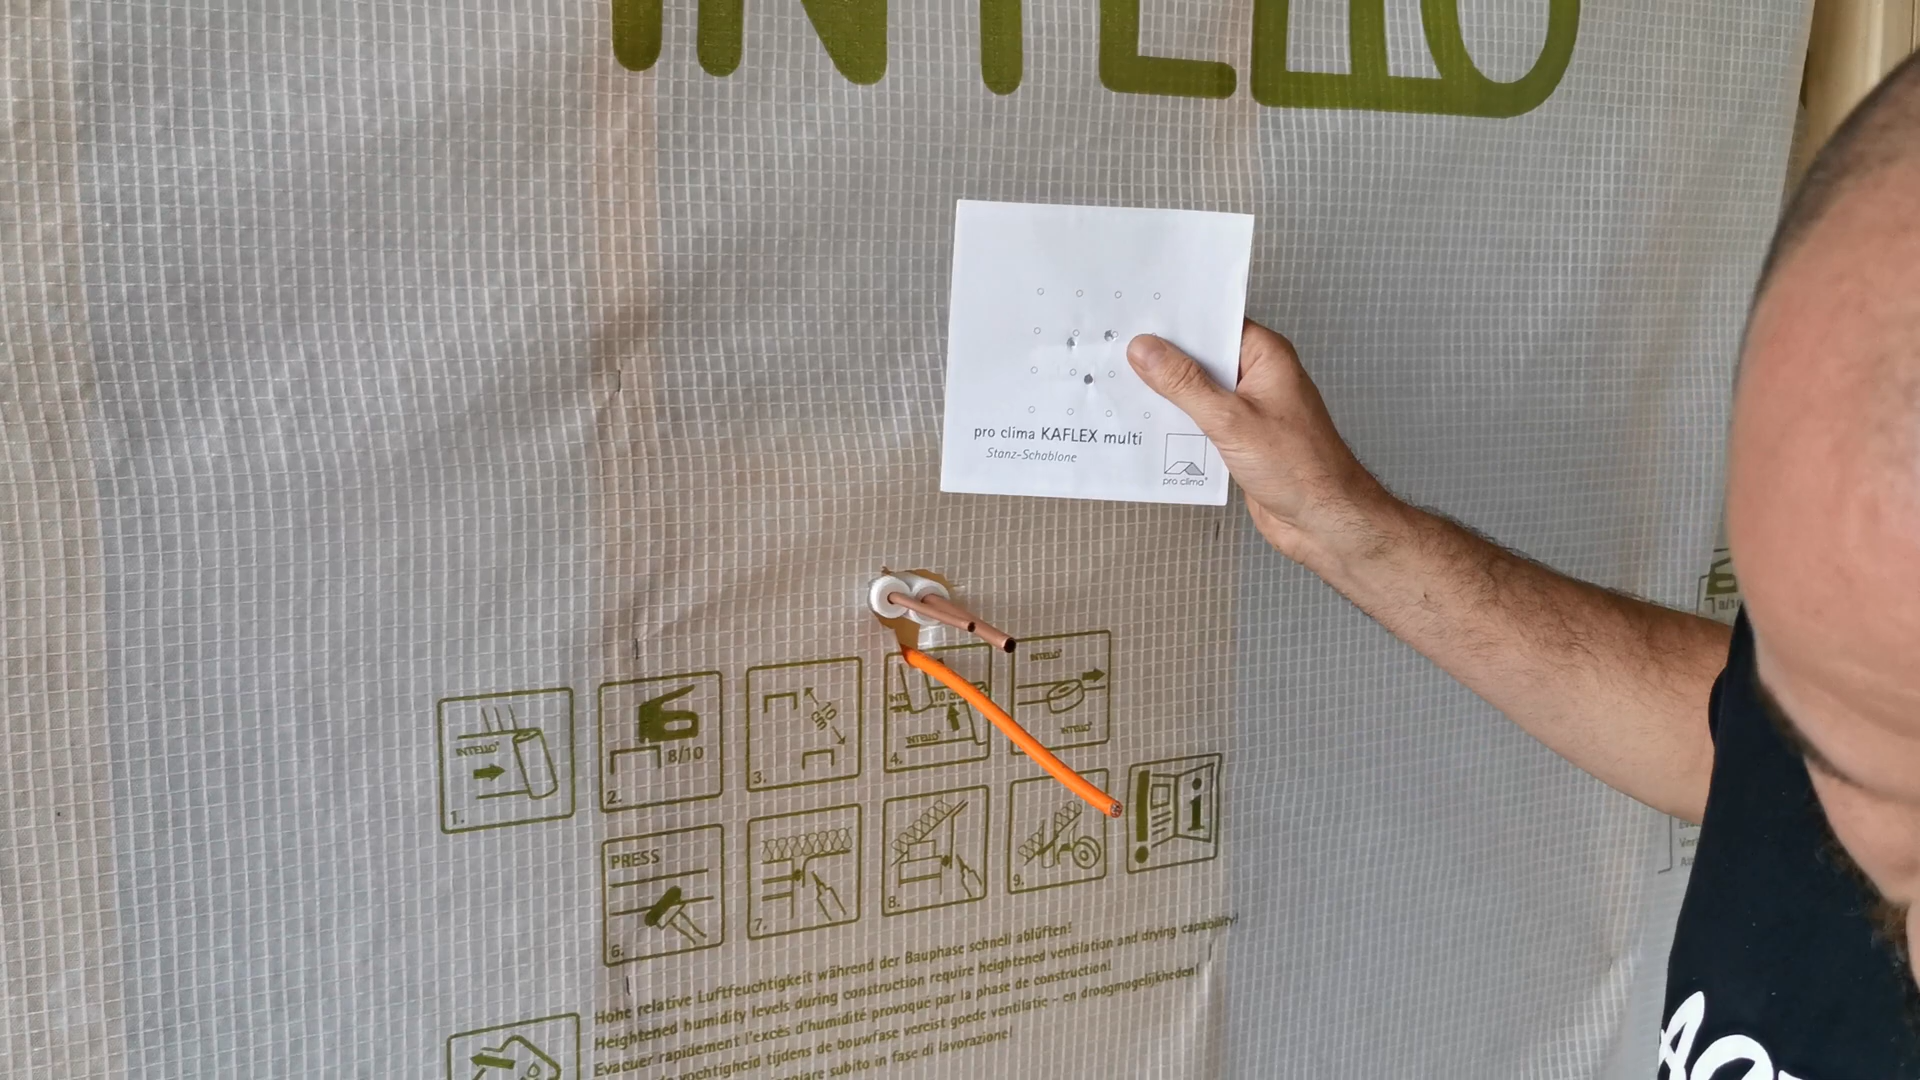 INTELLO
pro clima KAFLEX multi
Stanz-Schablone
pro clima®
INTELLO®
1.
8/10
2.
3.
10 cm
INTELLO®
4.
INTELLO®
INTELLO®
PRESS
6.
7.
8.
9.
8/10
Hohe relative Luftfeuchtigkeit während der Bauphase schnell ablüften!
Heightened humidity levels during construction require heightened ventilation and drying capability!
Evacuer rapidement l'excès d'humidité provoqué par la phase de construction!
vochtigheid tijdens de bouwfase vereist goede ventilatie - en droogmogelijkheden!
subito in fase di lavorazione!